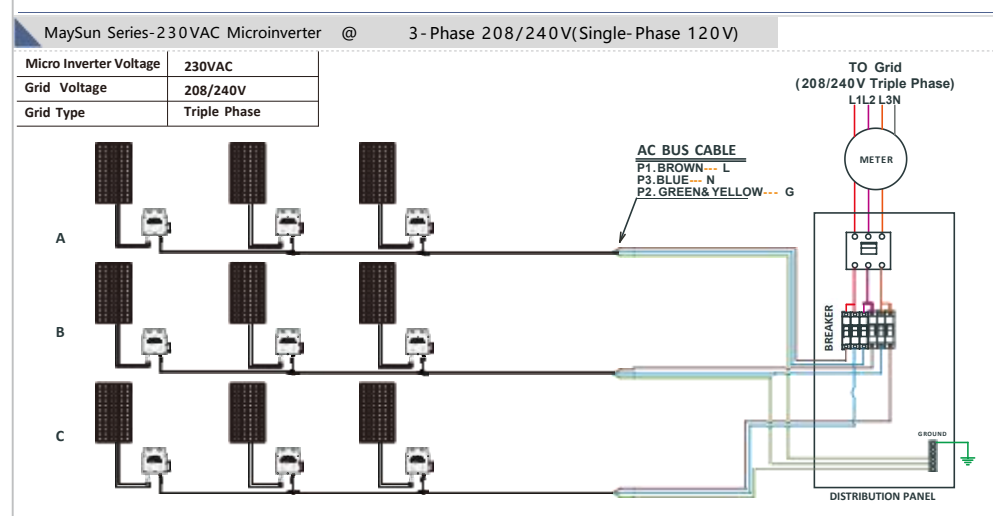 MaySun Series-230VAC Microinverter @ 3-Phase 208/240V(Single-Phase 120V)
Micro Inverter Voltage 230VAC
Grid Voltage 208/240V
Grid Type Triple Phase
TO Grid
(208/240V Triple Phase)
L1L2 L3N
METER
AC BUS CABLE
P1.BROWN--- L
P3.BLUE--- N
P2. GREEN&YELLOW--- G
A
B
C
BREAKER
GROUND
DISTRIBUTION PANEL